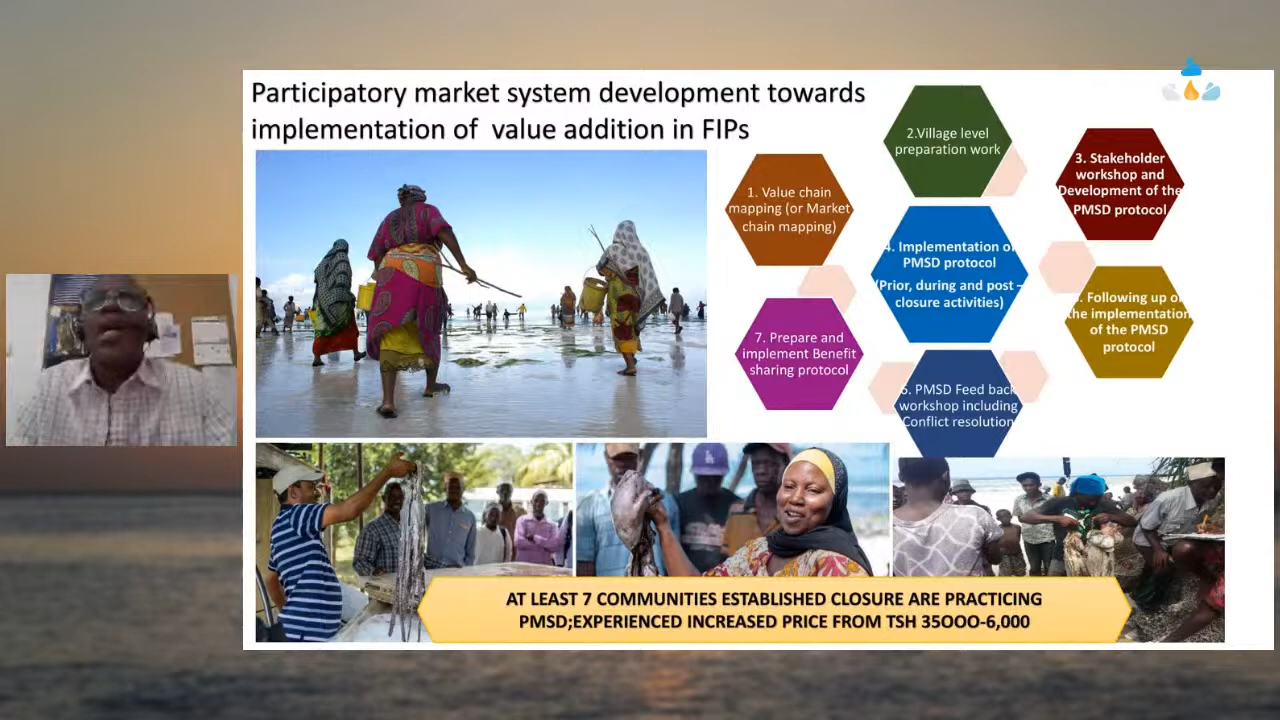 Participatory market system development towards
implementation of value addition in FIPs
1. Value chain
mapping (or Market
chain mapping)
2.Village level
preparation work
3. Stakeholder
workshop and
Development of the
PMSD protocol
4. Implementation of
PMSD protocol
(Prior, during and post –
closure activities)
. Following up on
the implementation
of the PMSD
protocol
6. PMSD Feed back
workshop including
Conflict resolution
7. Prepare and
implement Benefit
sharing protocol
AT LEAST 7 COMMUNITIES ESTABLISHED CLOSURE ARE PRACTICING
PMSD;EXPERIENCED INCREASED PRICE FROM TSH 35OOO-6,000